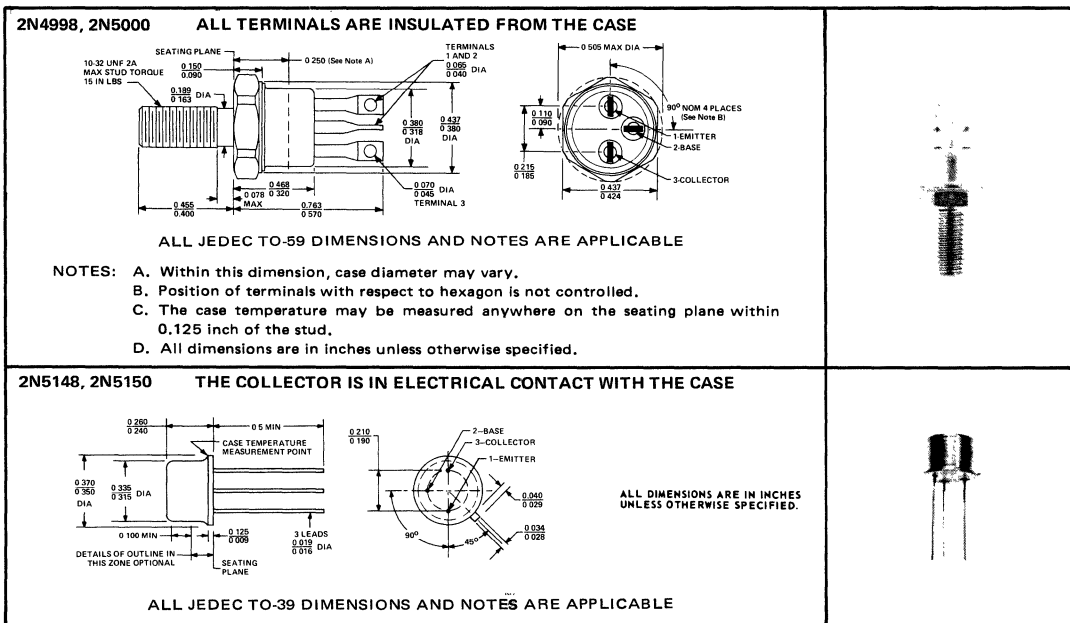 2N4998, 2N5000 ALL TERMINALS ARE INSULATED FROM THE CASE
SEATING PLANE
10-32 UNF 2A
MAX STUD TORQUE
15 IN LBS
0 150
0.090
0 250 (See Note A)
TERMINALS
1 AND 2
0 065
0.040 DIA
0.189
0 163 DIA
0 380
0 318
DIA
0 437
0 380
DIA
0 468
0 320
0 078
MAX
0 455
0.400
0.763
0 570
0 070
0 045 DIA
TERMINAL 3
0 505 MAX DIA
90° NOM 4 PLACES
(See Note B)
0 110
0 090
1-EMITTER
2-BASE
0 215
0 185
3-COLLECTOR
0 437
0 424
ALL JEDEC TO-59 DIMENSIONS AND NOTES ARE APPLICABLE
NOTES: A. Within this dimension, case diameter may vary.
B. Position of terminals with respect to hexagon is not controlled.
C. The case temperature may be measured anywhere on the seating plane within
0.125 inch of the stud.
D. All dimensions are in inches unless otherwise specified.
2N5148, 2N5150 THE COLLECTOR IS IN ELECTRICAL CONTACT WITH THE CASE
0 260
0 240
0 5 MIN
CASE TEMPERATURE
MEASUREMENT POINT
0 370
0 350
DIA
0 335
0 315 DIA
0 100 MIN
0 125
0 009
3 LEADS
0 019
0 016 DIA
DETAILS OF OUTLINE IN
THIS ZONE OPTIONAL
SEATING
PLANE
0 210
0 190
2-BASE
3-COLLECTOR
1-EMITTER
0.040
0 029
0 034
0 028
90°
45°
ALL DIMENSIONS ARE IN INCHES
UNLESS OTHERWISE SPECIFIED.
ALL JEDEC TO-39 DIMENSIONS AND NOTES ARE APPLICABLE